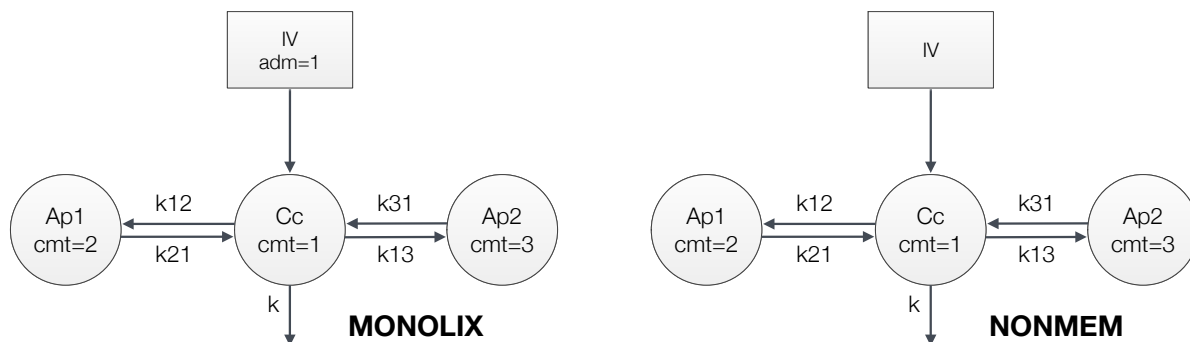 IV
adm=1
k12
k31
Ap1
cmt=2
Cc
cmt=1
Ap2
cmt=3
k21
k13
k
MONOLIX
IV
k12
k31
Ap1
cmt=2
Cc
cmt=1
Ap2
cmt=3
k21
k13
k
NONMEM